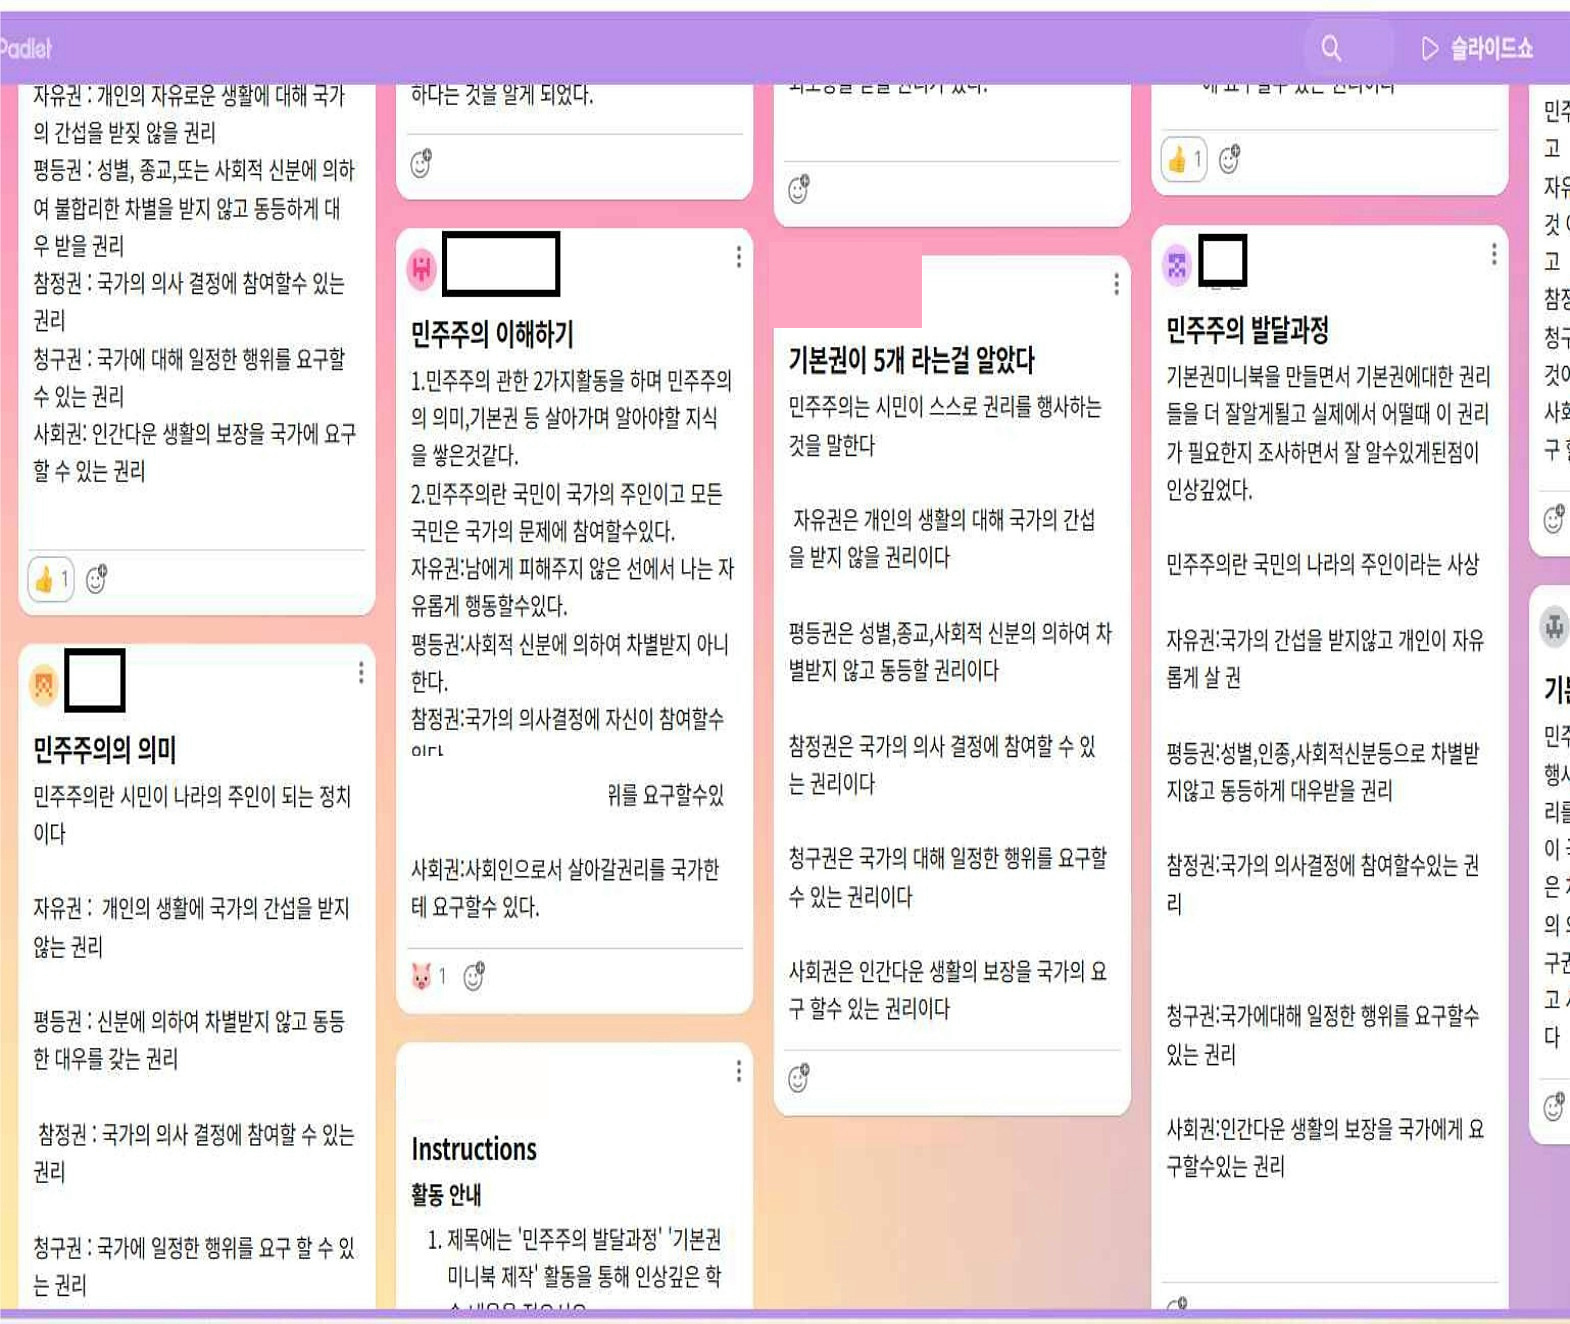 Padlet
슬라이드쇼
자유권 : 개인의 자유로운 생활에 대해 국가
의 간섭을 받짖 않을 권리
평등권 : 성별, 종교,또는 사회적 신분에 의하
여 불합리한 차별을 받지 않고 동등하게 대
우 받을 권리
참정권 : 국가의 의사 결정에 참여할수 있는
권리
청구권 : 국가에 대해 일정한 행위를 요구할
수 있는 권리
사회권: 인간다운 생활의 보장을 국가에 요구
할 수 있는 권리
1
민주주의의 의미
민주주의란 시민이 나라의 주인이 되는 정치
이다
자유권 : 개인의 생활에 국가의 간섭을 받지
않는 권리
평등권 : 신분에 의하여 차별받지 않고 동등
한 대우를 갖는 권리
참정권 : 국가의 의사 결정에 참여할 수 있는
권리
청구권 : 국가에 일정한 행위를 요구 할 수 있
는 권리
하다는 것을 알게 되었다.
민주주의 이해하기
1.민주주의 관한 2가지활동을 하며 민주주의
의 의미,기본권 등 살아가며 알아야할 지식
을 쌓은것같다.
2.민주주의란 국민이 국가의 주인이고 모든
국민은 국가의 문제에 참여할수있다.
자유권:남에게 피해주지 않은 선에서 나는 자
유롭게 행동할수있다.
평등권:사회적 신분에 의하여 차별받지 아니
한다.
참정권:국가의 의사결정에 자신이 참여할수
위를 요구할수있
사회권:사회인으로서 살아갈권리를 국가한
테 요구할수 있다.
1
Instructions
활동 안내
1. 제목에는 '민주주의 발달과정' '기본권
미니북 제작' 활동을 통해 인상깊은 학
기본권이 5개 라는걸 알았다
민주주의는 시민이 스스로 권리를 행사하는
것을 말한다
자유권은 개인의 생활의 대해 국가의 간섭
을 받지 않을 권리이다
평등권은 성별,종교,사회적 신분의 의하여 차
별받지 않고 동등할 권리이다
참정권은 국가의 의사 결정에 참여할 수 있
는 권리이다
청구권은 국가의 대해 일정한 행위를 요구할
수 있는 권리이다
사회권은 인간다운 생활의 보장을 국가의 요
구 할수 있는 권리이다
1
민주주의 발달과정
기본권미니북을 만들면서 기본권에대한 권리
들을 더 잘알게될고 실제에서 어떨때 이 권리
가 필요한지 조사하면서 잘 알수있게된점이
인상깊었다.
민주주의란 국민의 나라의 주인이라는 사상
자유권:국가의 간섭을 받지않고 개인이 자유
롭게 살 권
평등권:성별,인종,사회적신분등으로 차별받
지않고 동등하게 대우받을 권리
참정권:국가의 의사결정에 참여할수있는 권
리
청구권:국가에대해 일정한 행위를 요구할수
있는 권리
사회권:인간다운 생활의 보장을 국가에게 요
구할수있는 권리
고
것
고
구
리를
이
은
의
고
다